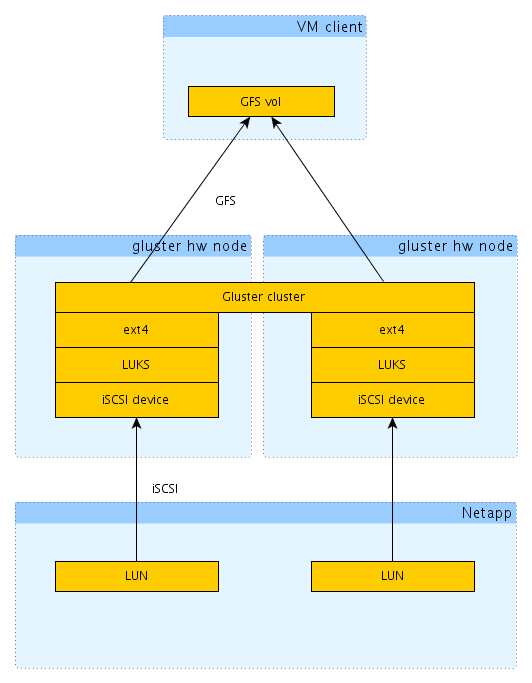 VM client
GFS vol
GFS
gluster hw node
gluster hw node
Gluster cluster
ext4
ext4
LUKS
LUKS
iSCSI device
iSCSI device
iSCSI
Netapp
LUN
LUN